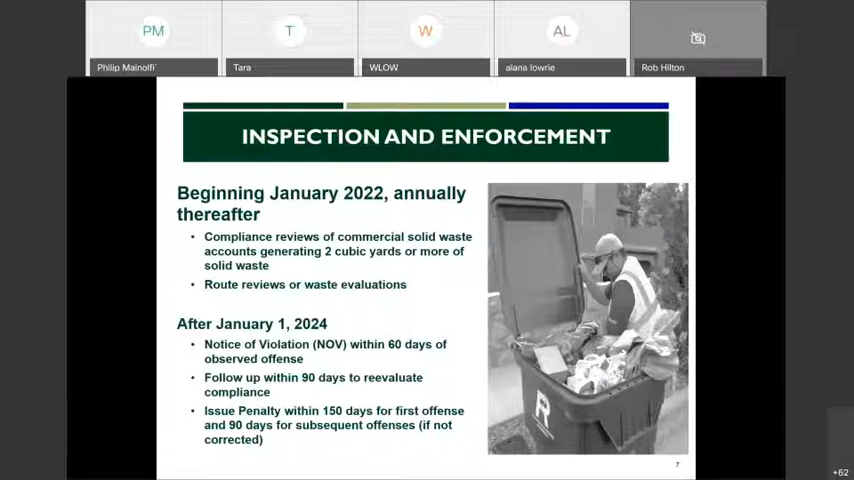 PM
T
W
AL
Philip Mainolfi
Tara
WLOW
alana lowrie
Rob Hilton
INSPECTION AND ENFORCEMENT
Beginning January 2022, annually
thereafter
• Compliance reviews of commercial solid waste
accounts generating 2 cubic yards or more of
solid waste
• Route reviews or waste evaluations
After January 1, 2024
• Notice of Violation (NOV) within 60 days of
observed offense
• Follow up within 90 days to reevaluate
compliance
• Issue Penalty within 150 days for first offense
and 90 days for subsequent offenses (if not
corrected)
R
7
+62